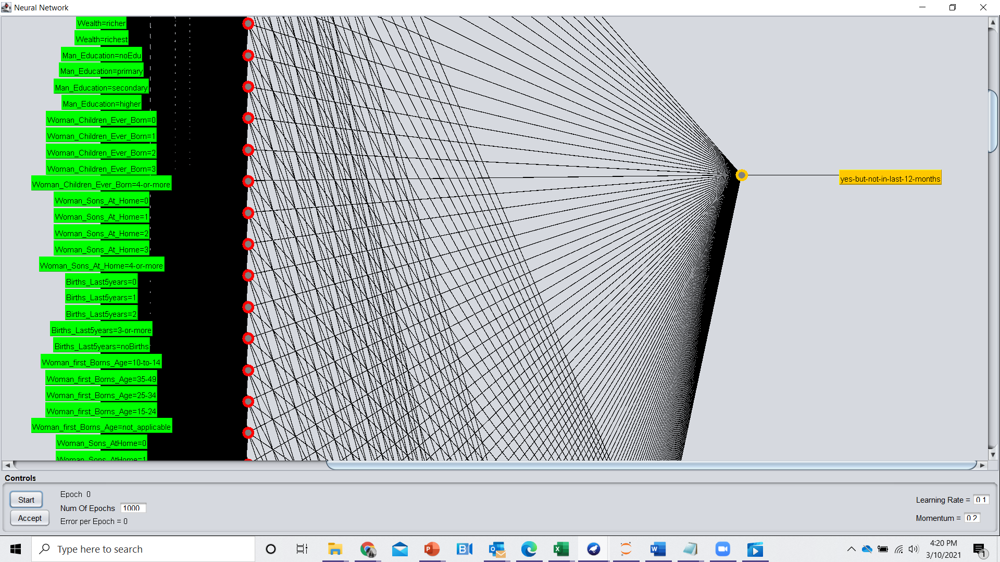 Neural Network
Wealth=richer
Wealth=richest
Man_Education=noEdu
Man_Education=primary
Man_Education=secondary
Man_Education=higher
Woman_Children_Ever_Born=0
Woman_Children_Ever_Born=1
Woman_Children_Ever_Born=2
Woman_Children_Ever_Born=3
Woman_Children_Ever_Born=4-or-more
Woman_Sons_At_Home=0
Woman_Sons_At_Home=1
Woman_Sons_At_Home=2
Woman_Sons_At_Home=3
Woman_Sons_At_Home=4-or-more
Births_Last5years=0
Births_Last5years=1
Births_Last5years=2
Births_Last5years=3-or-more
Births_Last5years=noBirths
Woman_first_Borns_Age=10-to-14
Woman_first_Borns_Age=35-49
Woman_first_Borns_Age=25-34
Woman_first_Borns_Age=15-24
Woman_first_Borns_Age=not_applicable
Woman_Sons_AtHome=0
Woman_Sons_AtHome=1
yes-but-not-in-last-12-months
Controls
Start
Accept
Epoch 0
Num Of Epochs 1000
Error per Epoch = 0
Learning Rate = 0.1
Momentum = 0.2
Type here to search
4:20 PM
3/10/2021
1